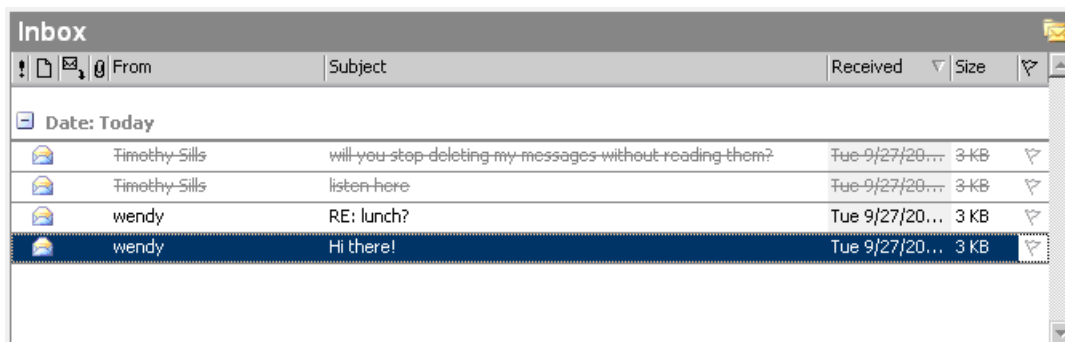 Inbox
From Subject Received Size
Date: Today
Timothy Sills will you stop deleting my messages without reading them? Tue 9/27/20... 3 KB
Timothy Sills listen here Tue 9/27/20... 3 KB
wendy RE: lunch? Tue 9/27/20... 3 KB
wendy Hi there! Tue 9/27/20... 3 KB